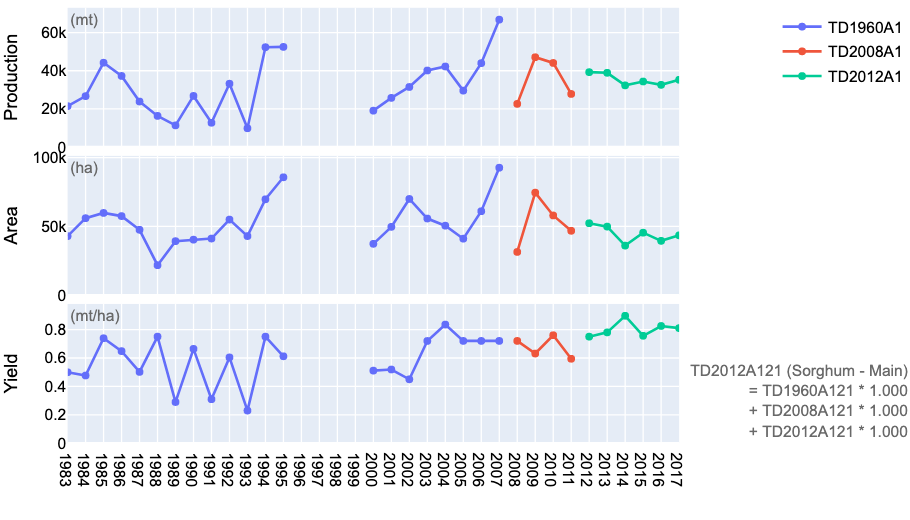 Production
(mt)
60k
40k
20k
0
TD1960A1
TD2008A1
TD2012A1
Area
(ha)
100k
50k
0
Yield
(mt/ha)
0.8
0.6
0.4
0.2
0
TD2012A121 (Sorghum - Main)
= TD1960A121 * 1.000
+ TD2008A121 * 1.000
+ TD2012A121 * 1.000
1983
1984
1985
1986
1987
1988
1989
1990
1991
1992
1993
1994
1995
1996
1997
1998
1999
2000
2001
2002
2003
2004
2005
2006
2007
2008
2009
2010
2011
2012
2013
2014
2015
2016
2017